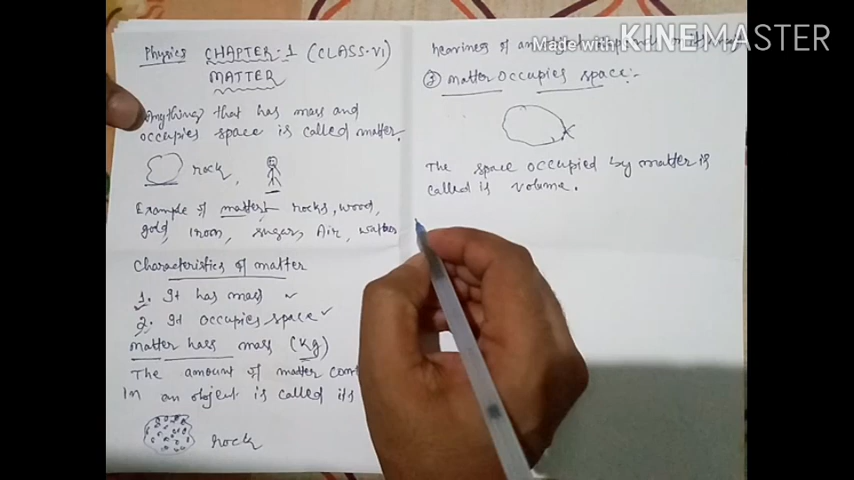 Physics CHAPTER-1 (CLASS-VI)
MATTER
Anything that has mass and
occupies space is called matter.
rock,
Example of matter - rocks, wood,
gold, Iron, sugar, Air,
Characteristics of matter
1. It has mass ✓
2. It occupies space ✓
matter hass mass (Kg)
The amount of matter
In an object is called its
rock
heaviness of an
② matter occupies space:-
The space occupied by matter is
called is volume.
Made with KINEMASTER